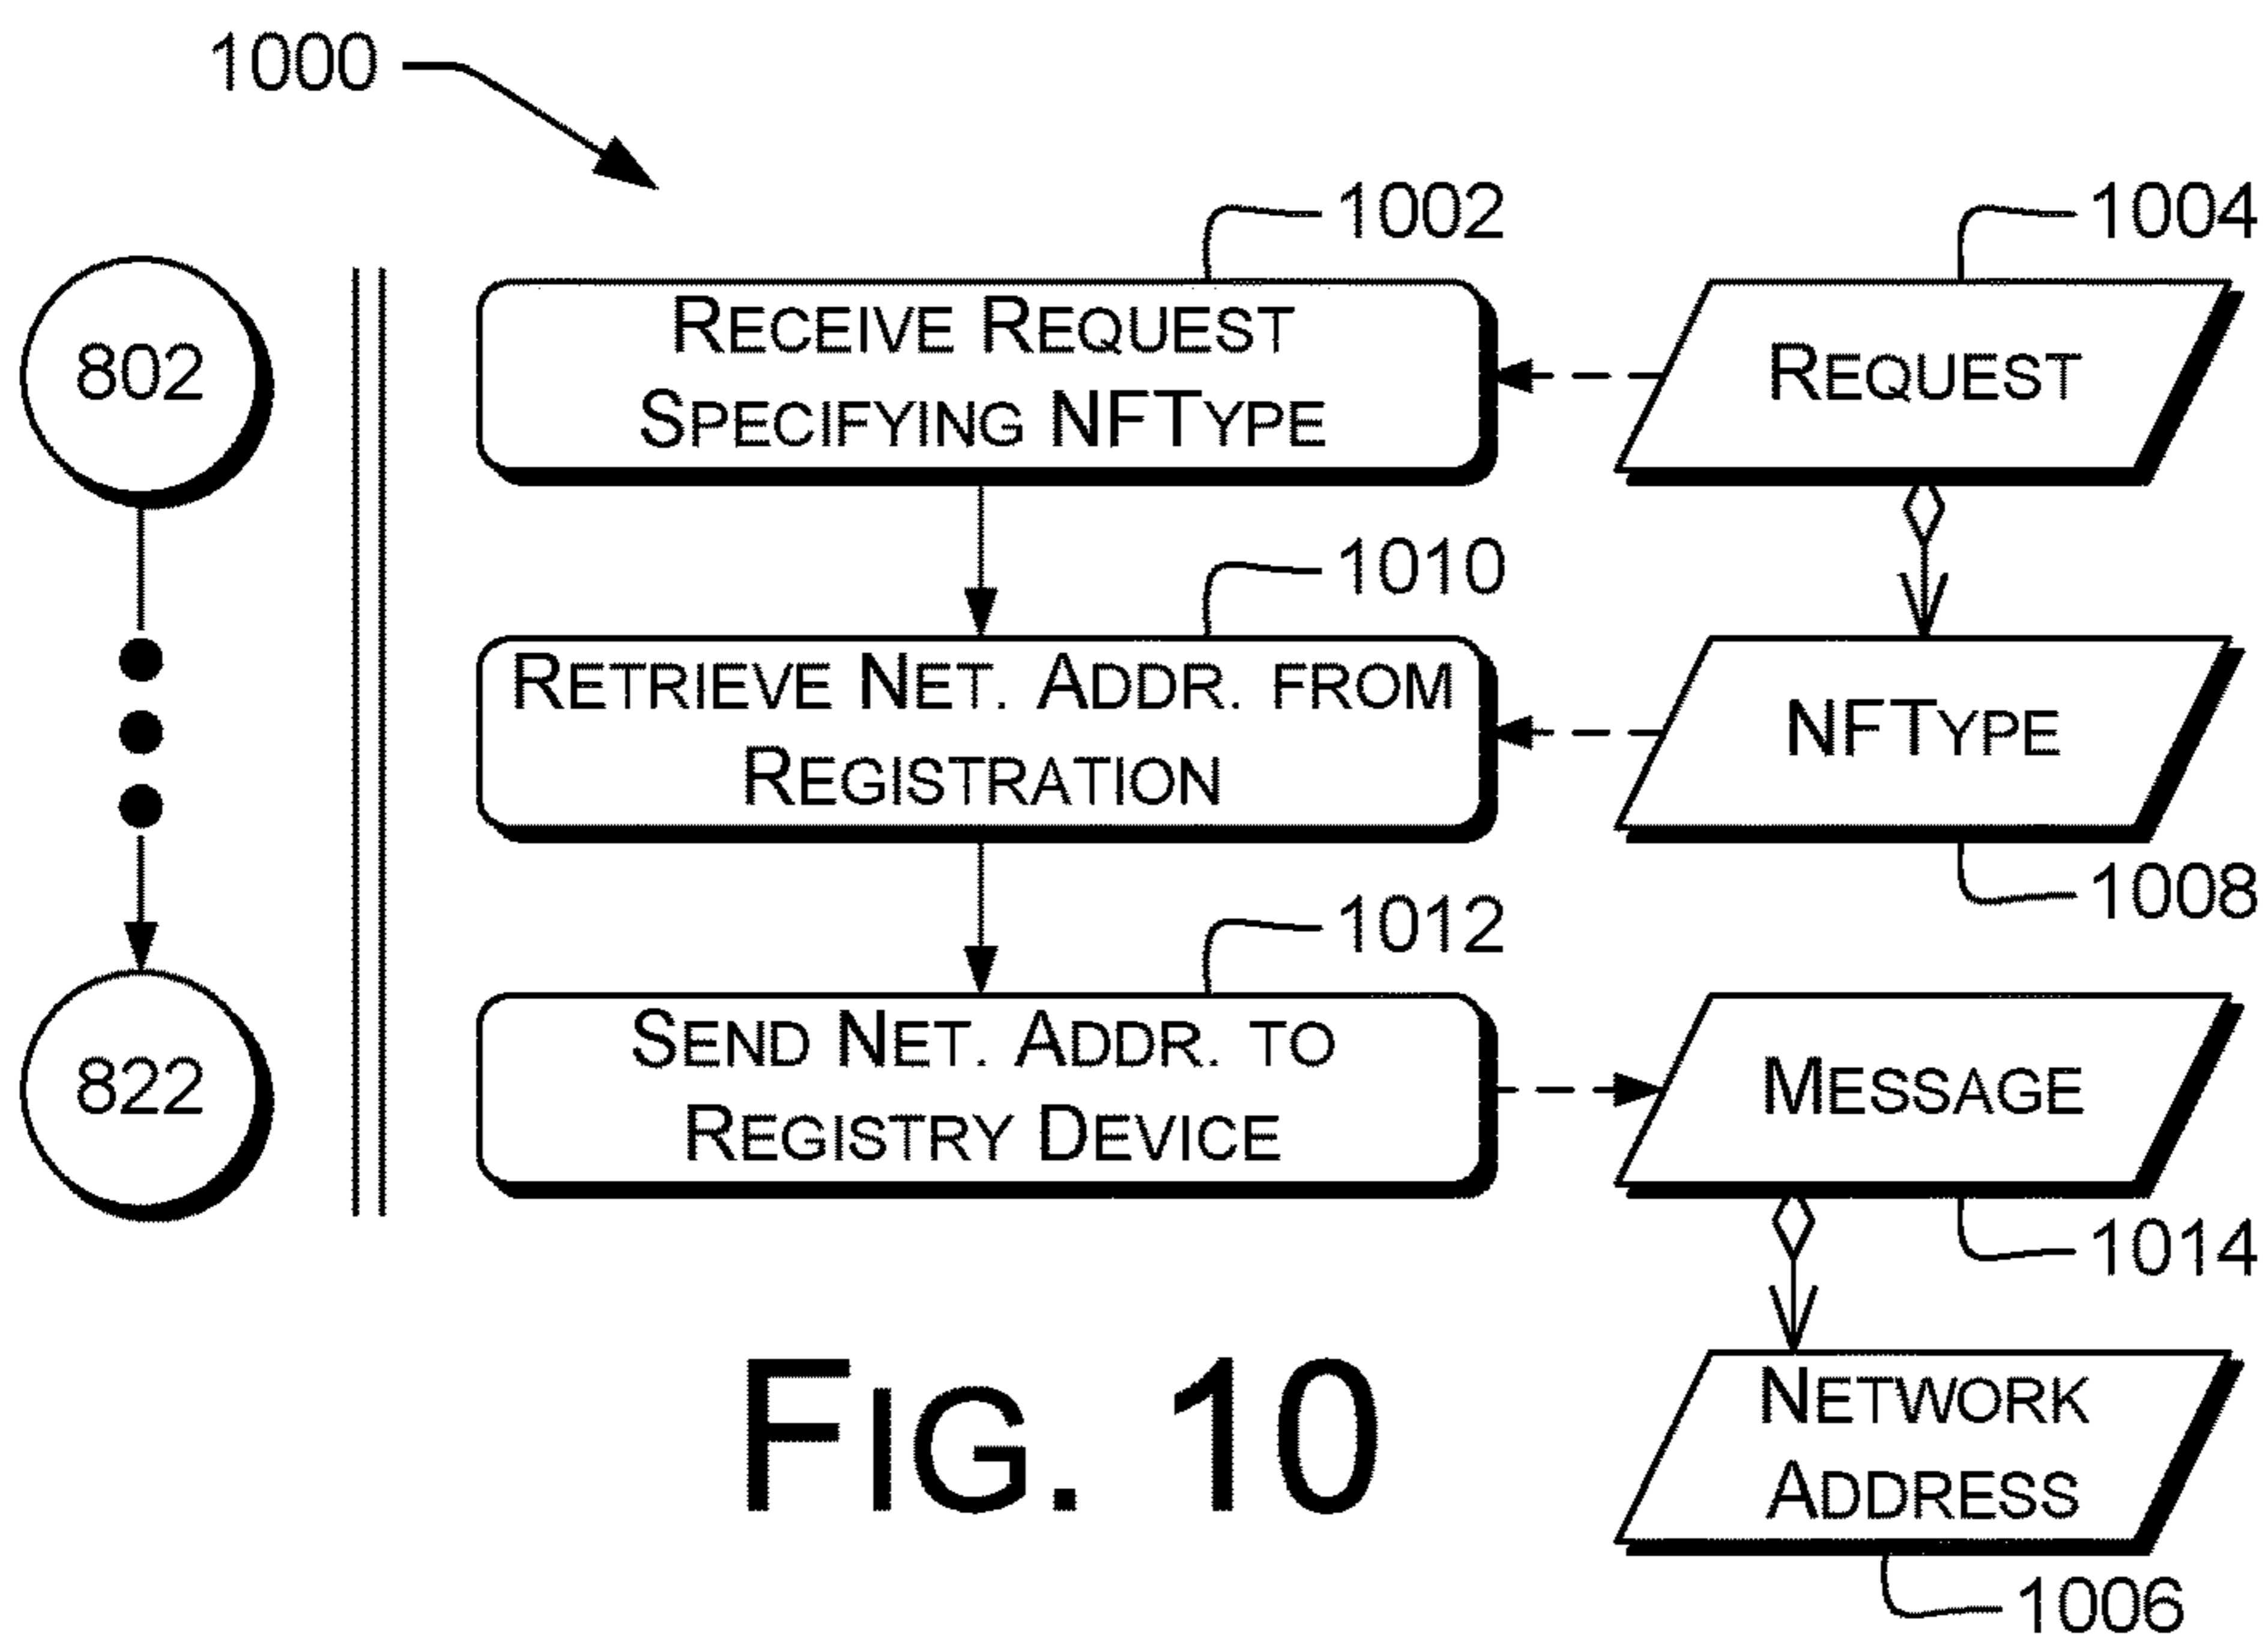 1000
1002
1004
802
RECEIVE REQUEST
SPECIFYING NFTYPE
REQUEST
1010
RETRIEVE NET. ADDR. FROM
REGISTRATION
NFTYPE
1008
1012
822
SEND NET. ADDR. TO
REGISTRY DEVICE
MESSAGE
1014
NETWORK
ADDRESS
1006
FIG. 10